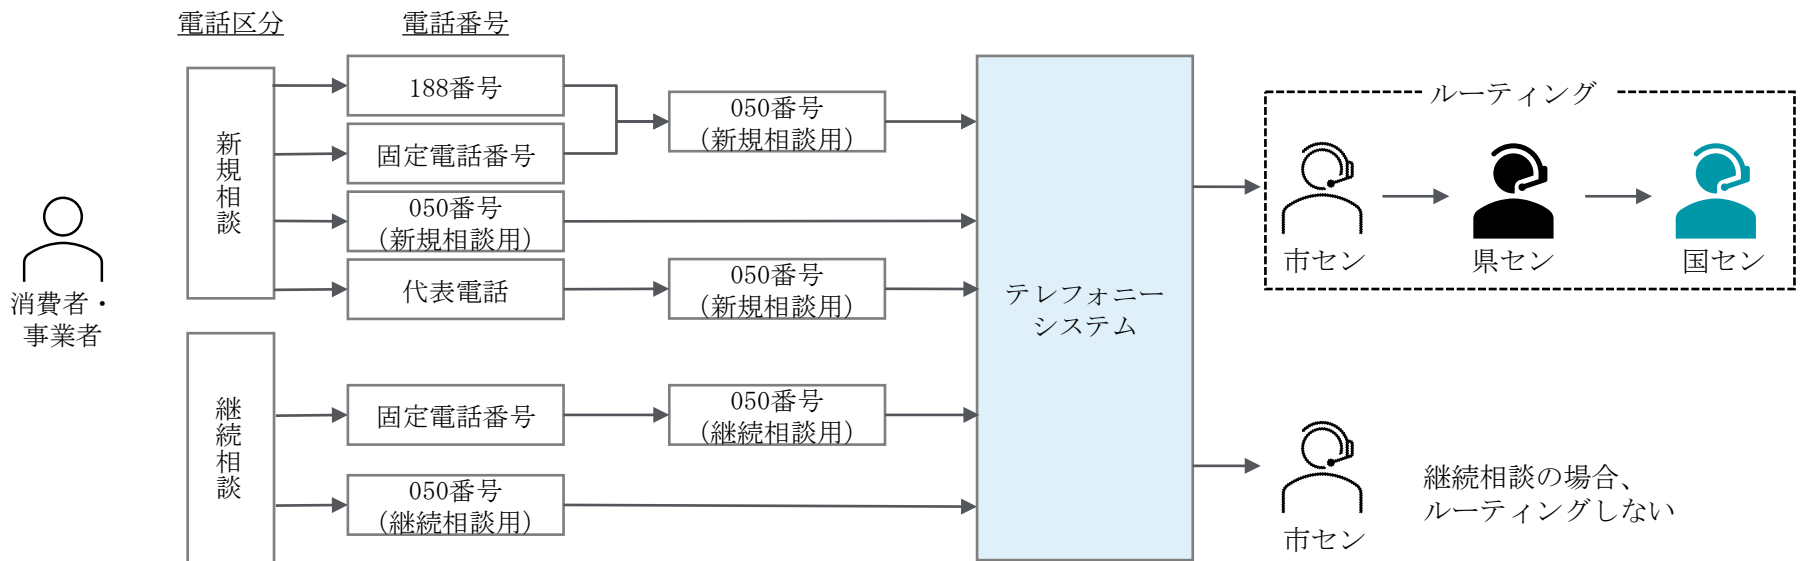 電話区分
電話番号
消費者・
事業者
新規相談
188番号
固定電話番号
050番号
(新規相談用)
050番号
(新規相談用)
代表電話
050番号
(新規相談用)
継続相談
固定電話番号
050番号
(継続相談用)
050番号
(継続相談用)
テレフォニー
システム
ルーティング
市セン
県セン
国セン
市セン
継続相談の場合、
ルーティングしない